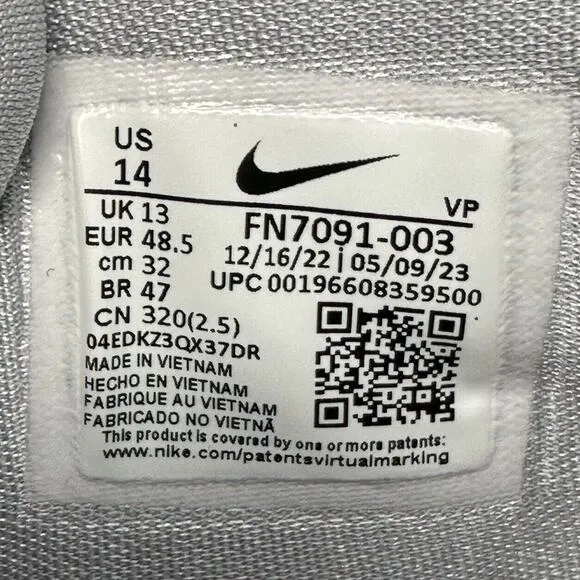 US
14
VP
UK 13
EUR 48.5
cm 32
BR 47
CN 320(2.5)
FN7091-003
12/16/22 | 05/09/23
UPC 00196608359500
04EDKZ3QX37DR
MADE IN VIETNAM
HECHO EN VIETNAM
FABRIQUE AU VIETNAM
FABRICADO NO VIETNÃ
This product is covered by one or more patents:
www.nike.com/patentsvirtualmarking